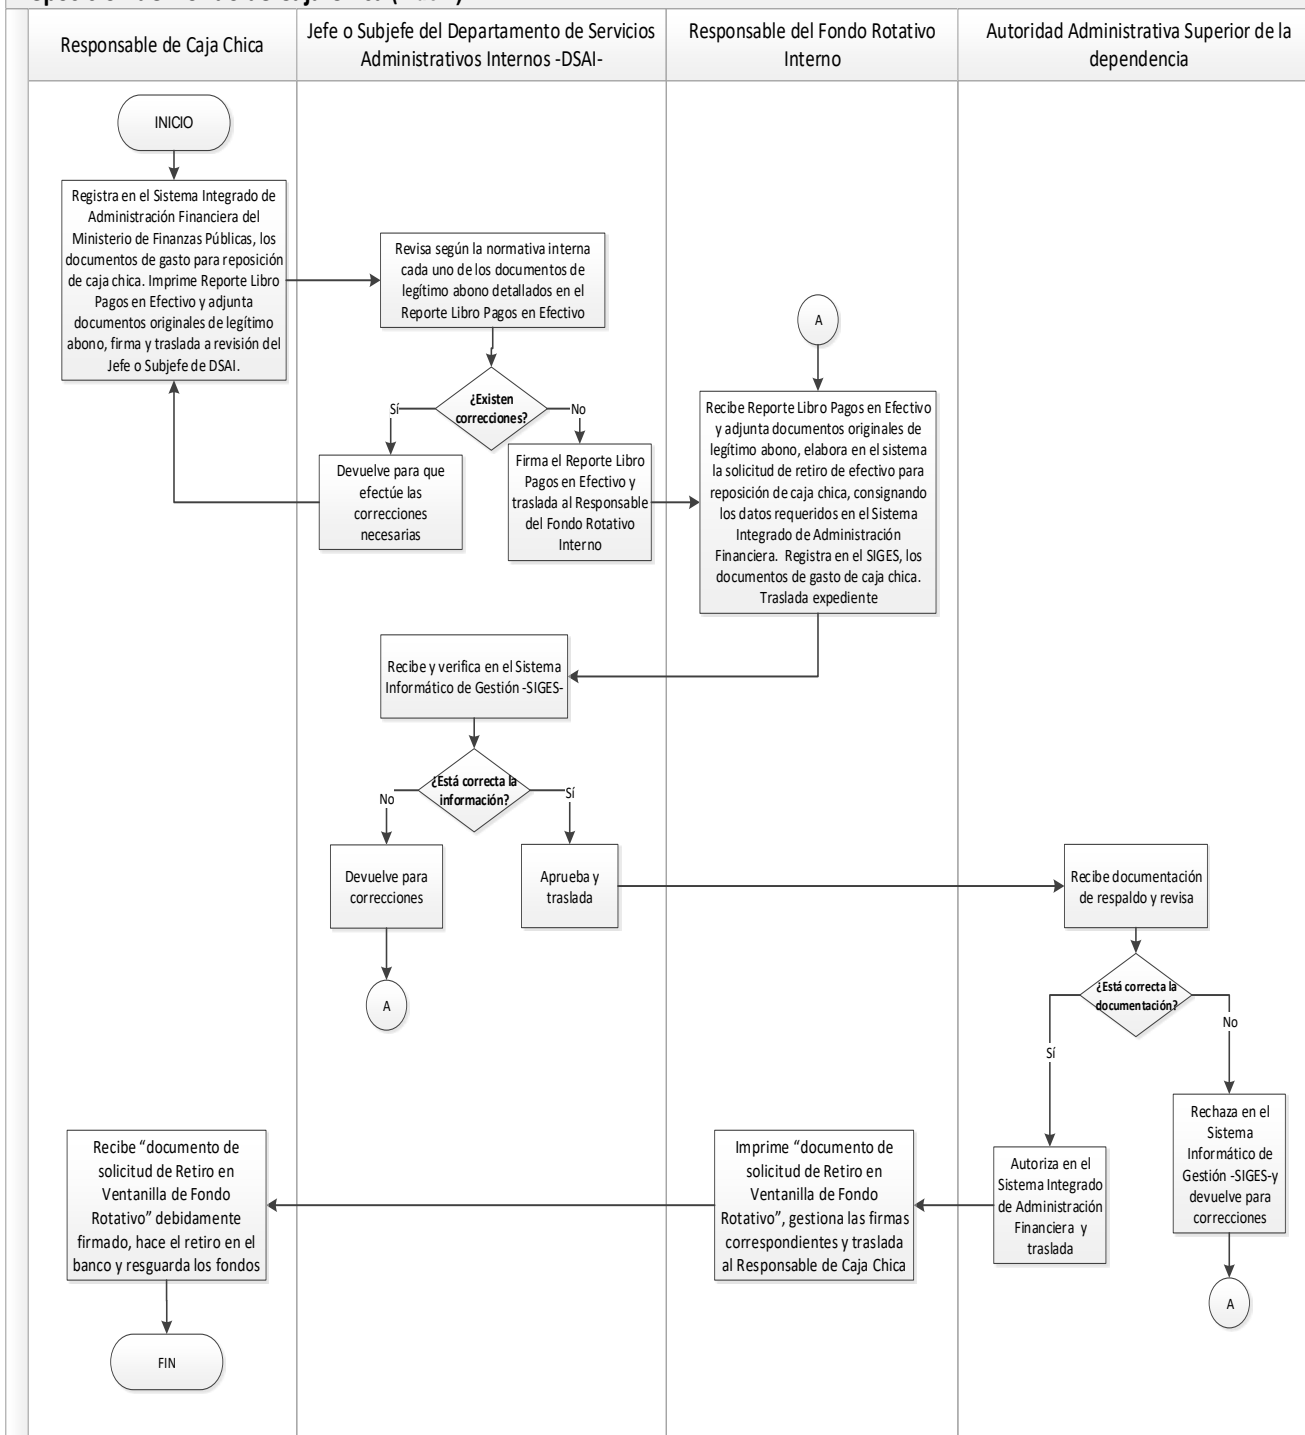 Responsable de Caja Chica
Jefe o Subjefe del Departamento de Servicios
Administrativos Internos -DSAI-
Responsable del Fondo Rotativo
Interno
Autoridad Administrativa Superior de la
dependencia
INICIO
Registra en el Sistema Integrado de
Administración Financiera del
Ministerio de Finanzas Públicas, los
documentos de gasto para reposición
de caja chica. Imprime Reporte Libro
Pagos en Efectivo y adjunta
documentos originales de legítimo
abono, firma y traslada a revisión del
Jefe o Subjefe de DSAI.
Revisa según la normativa interna
cada uno de los documentos de
legítimo abono detallados en el
Reporte Libro Pagos en Efectivo
¿Existen
correcciones?
Sí
No
Devuelve para que
efectúe las
correcciones
necesarias
Firma el Reporte Libro
Pagos en Efectivo y
traslada al Responsable
del Fondo Rotativo
Interno
A
Recibe Reporte Libro Pagos en Efectivo
y adjunta documentos originales de
legítimo abono, elabora en el sistema
la solicitud de retiro de efectivo para
reposición de caja chica, consignando
los datos requeridos en el Sistema
Integrado de Administración
Financiera. Registra en el SIGES, los
documentos de gasto de caja chica.
Traslada expediente
Recibe y verifica en el Sistema
Informático de Gestión -SIGES-
¿Está correcta la
información?
No
Sí
Devuelve para
correcciones
Aprueba y
traslada
A
Recibe documentación
de respaldo y revisa
¿Está correcta la
documentación?
Sí
No
Rechaza en el
Sistema
Informático de
Gestión -SIGES-y
devuelve para
correcciones
A
Autoriza en el
Sistema Integrado
de Administración
Financiera y
traslada
Imprime “documento de
solicitud de Retiro en
Ventanilla de Fondo
Rotativo”, gestiona las firmas
correspondientes y traslada
al Responsable de Caja Chica
Recibe “documento de
solicitud de Retiro en
Ventanilla de Fondo
Rotativo” debidamente
firmado, hace el retiro en el
banco y resguarda los fondos
FIN